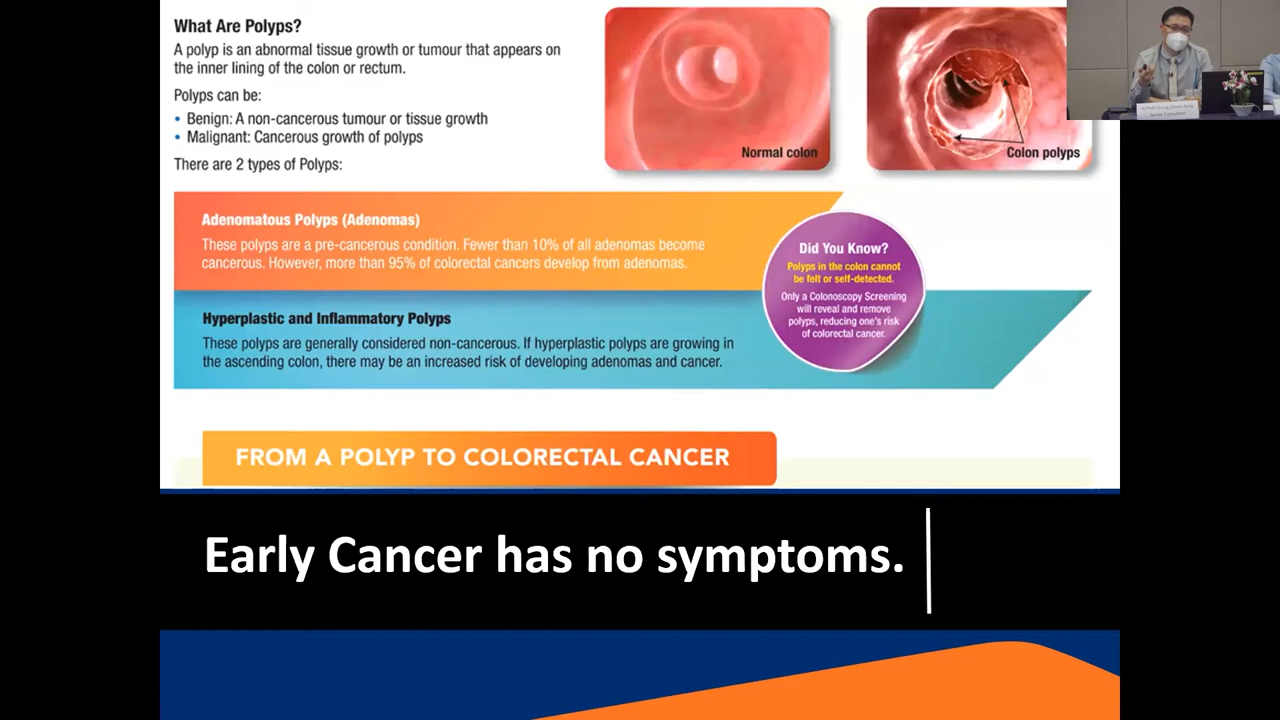 What Are Polyps?
A polyp is an abnormal tissue growth or tumour that appears on
the inner lining of the colon or rectum.
Polyps can be:
• Benign: A non-cancerous tumour or tissue growth
• Malignant: Cancerous growth of polyps
There are 2 types of Polyps:
Normal colon
Colon polyps
Adenomatous Polyps (Adenomas)
These polyps are a pre-cancerous condition. Fewer than 10% of all adenomas become
cancerous. However, more than 95% of colorectal cancers develop from adenomas.
Did You Know?
Polyps in the colon cannot
be felt or self-detected.
Only a Colonoscopy Screening
will reveal and remove
polyps, reducing one's risk
of colorectal cancer.
Hyperplastic and Inflammatory Polyps
These polyps are generally considered non-cancerous. If hyperplastic polyps are growing in
the ascending colon, there may be an increased risk of developing adenomas and cancer.
FROM A POLYP TO COLORECTAL CANCER
Early Cancer has no symptoms.
Senior Consultant